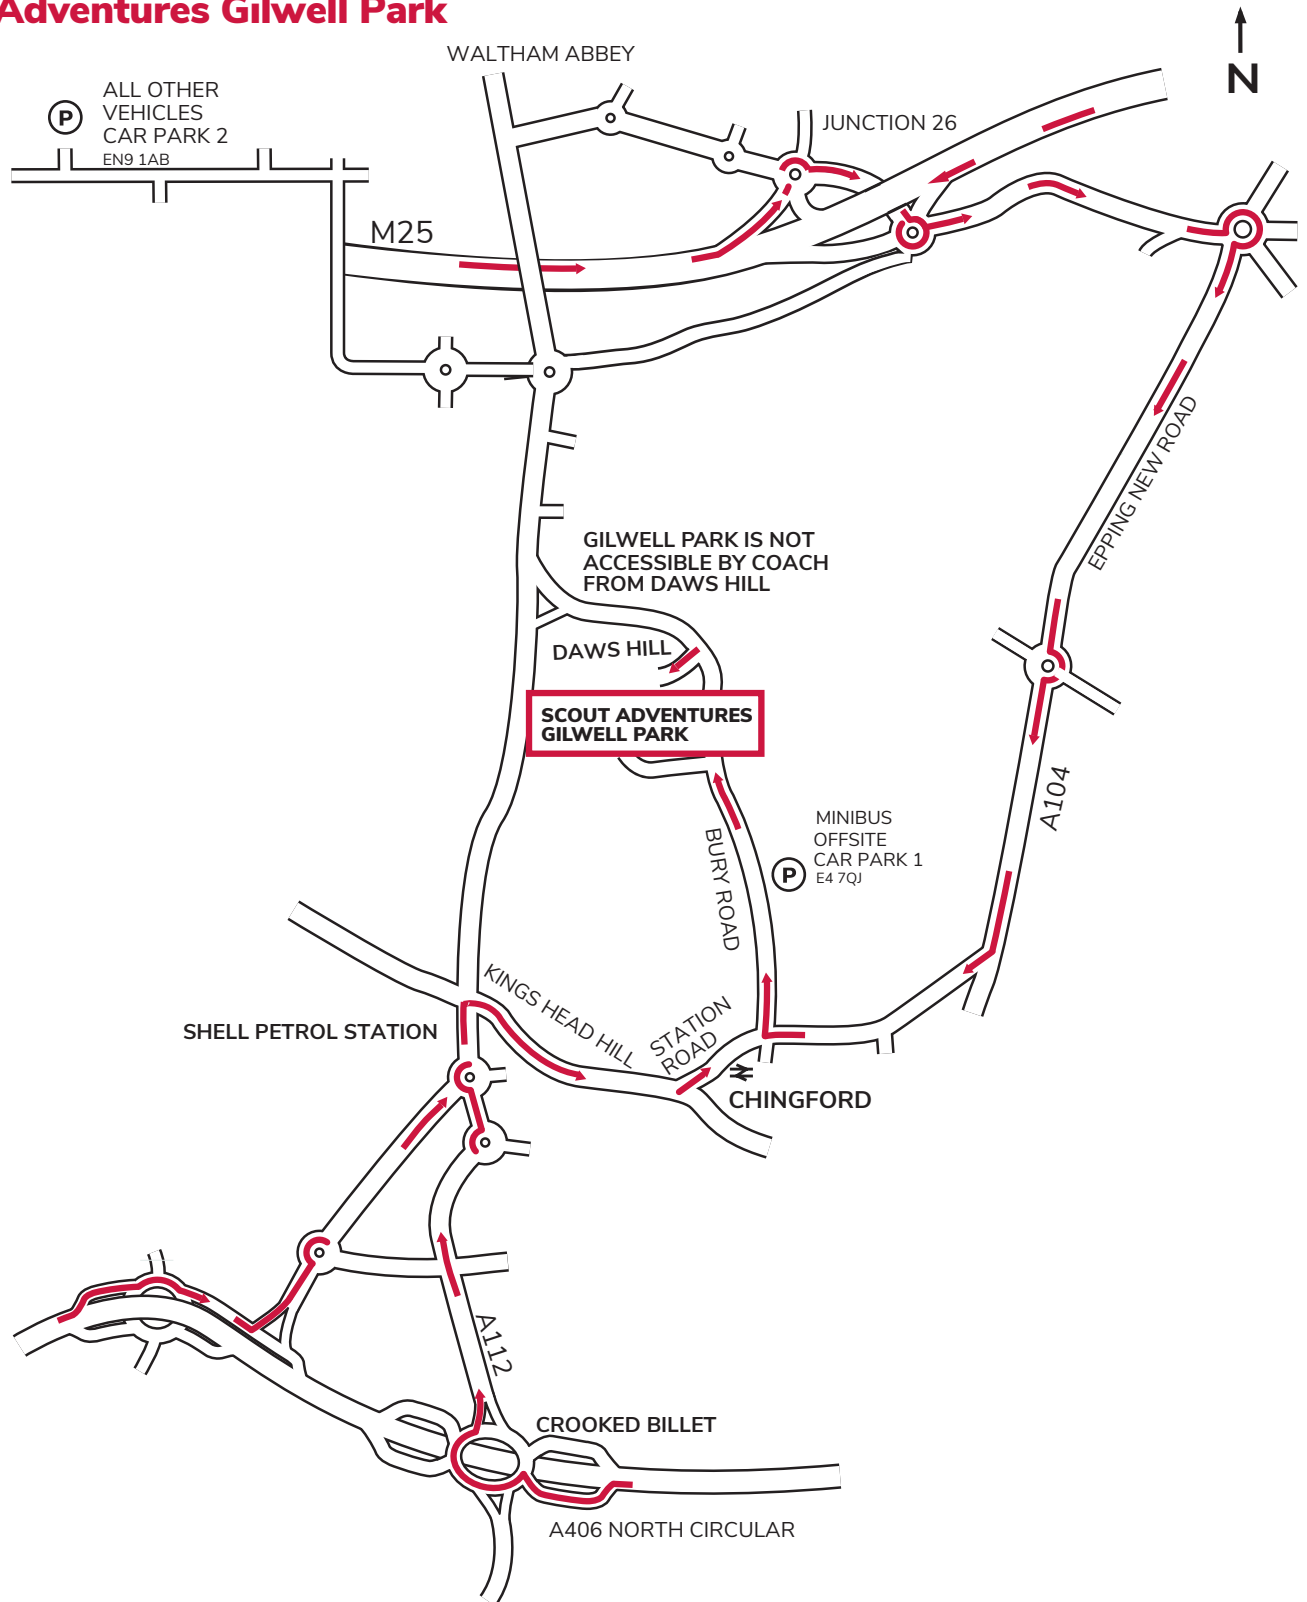 Adventures Gilwell Park
N
WALTHAM ABBEY
P
ALL OTHER
VEHICLES
CAR PARK 2
EN9 1AB
JUNCTION 26
M25
EPPING NEW ROAD
GILWELL PARK IS NOT
ACCESSIBLE BY COACH
FROM DAWS HILL
DAWS HILL
SCOUT ADVENTURES
GILWELL PARK
A104
BURY ROAD
P
MINIBUS
OFFSITE
CAR PARK 1
E4 7QJ
KINGS HEAD HILL
STATION
ROAD
SHELL PETROL STATION
CHINGFORD
A112
CROOKED BILLET
A406 NORTH CIRCULAR